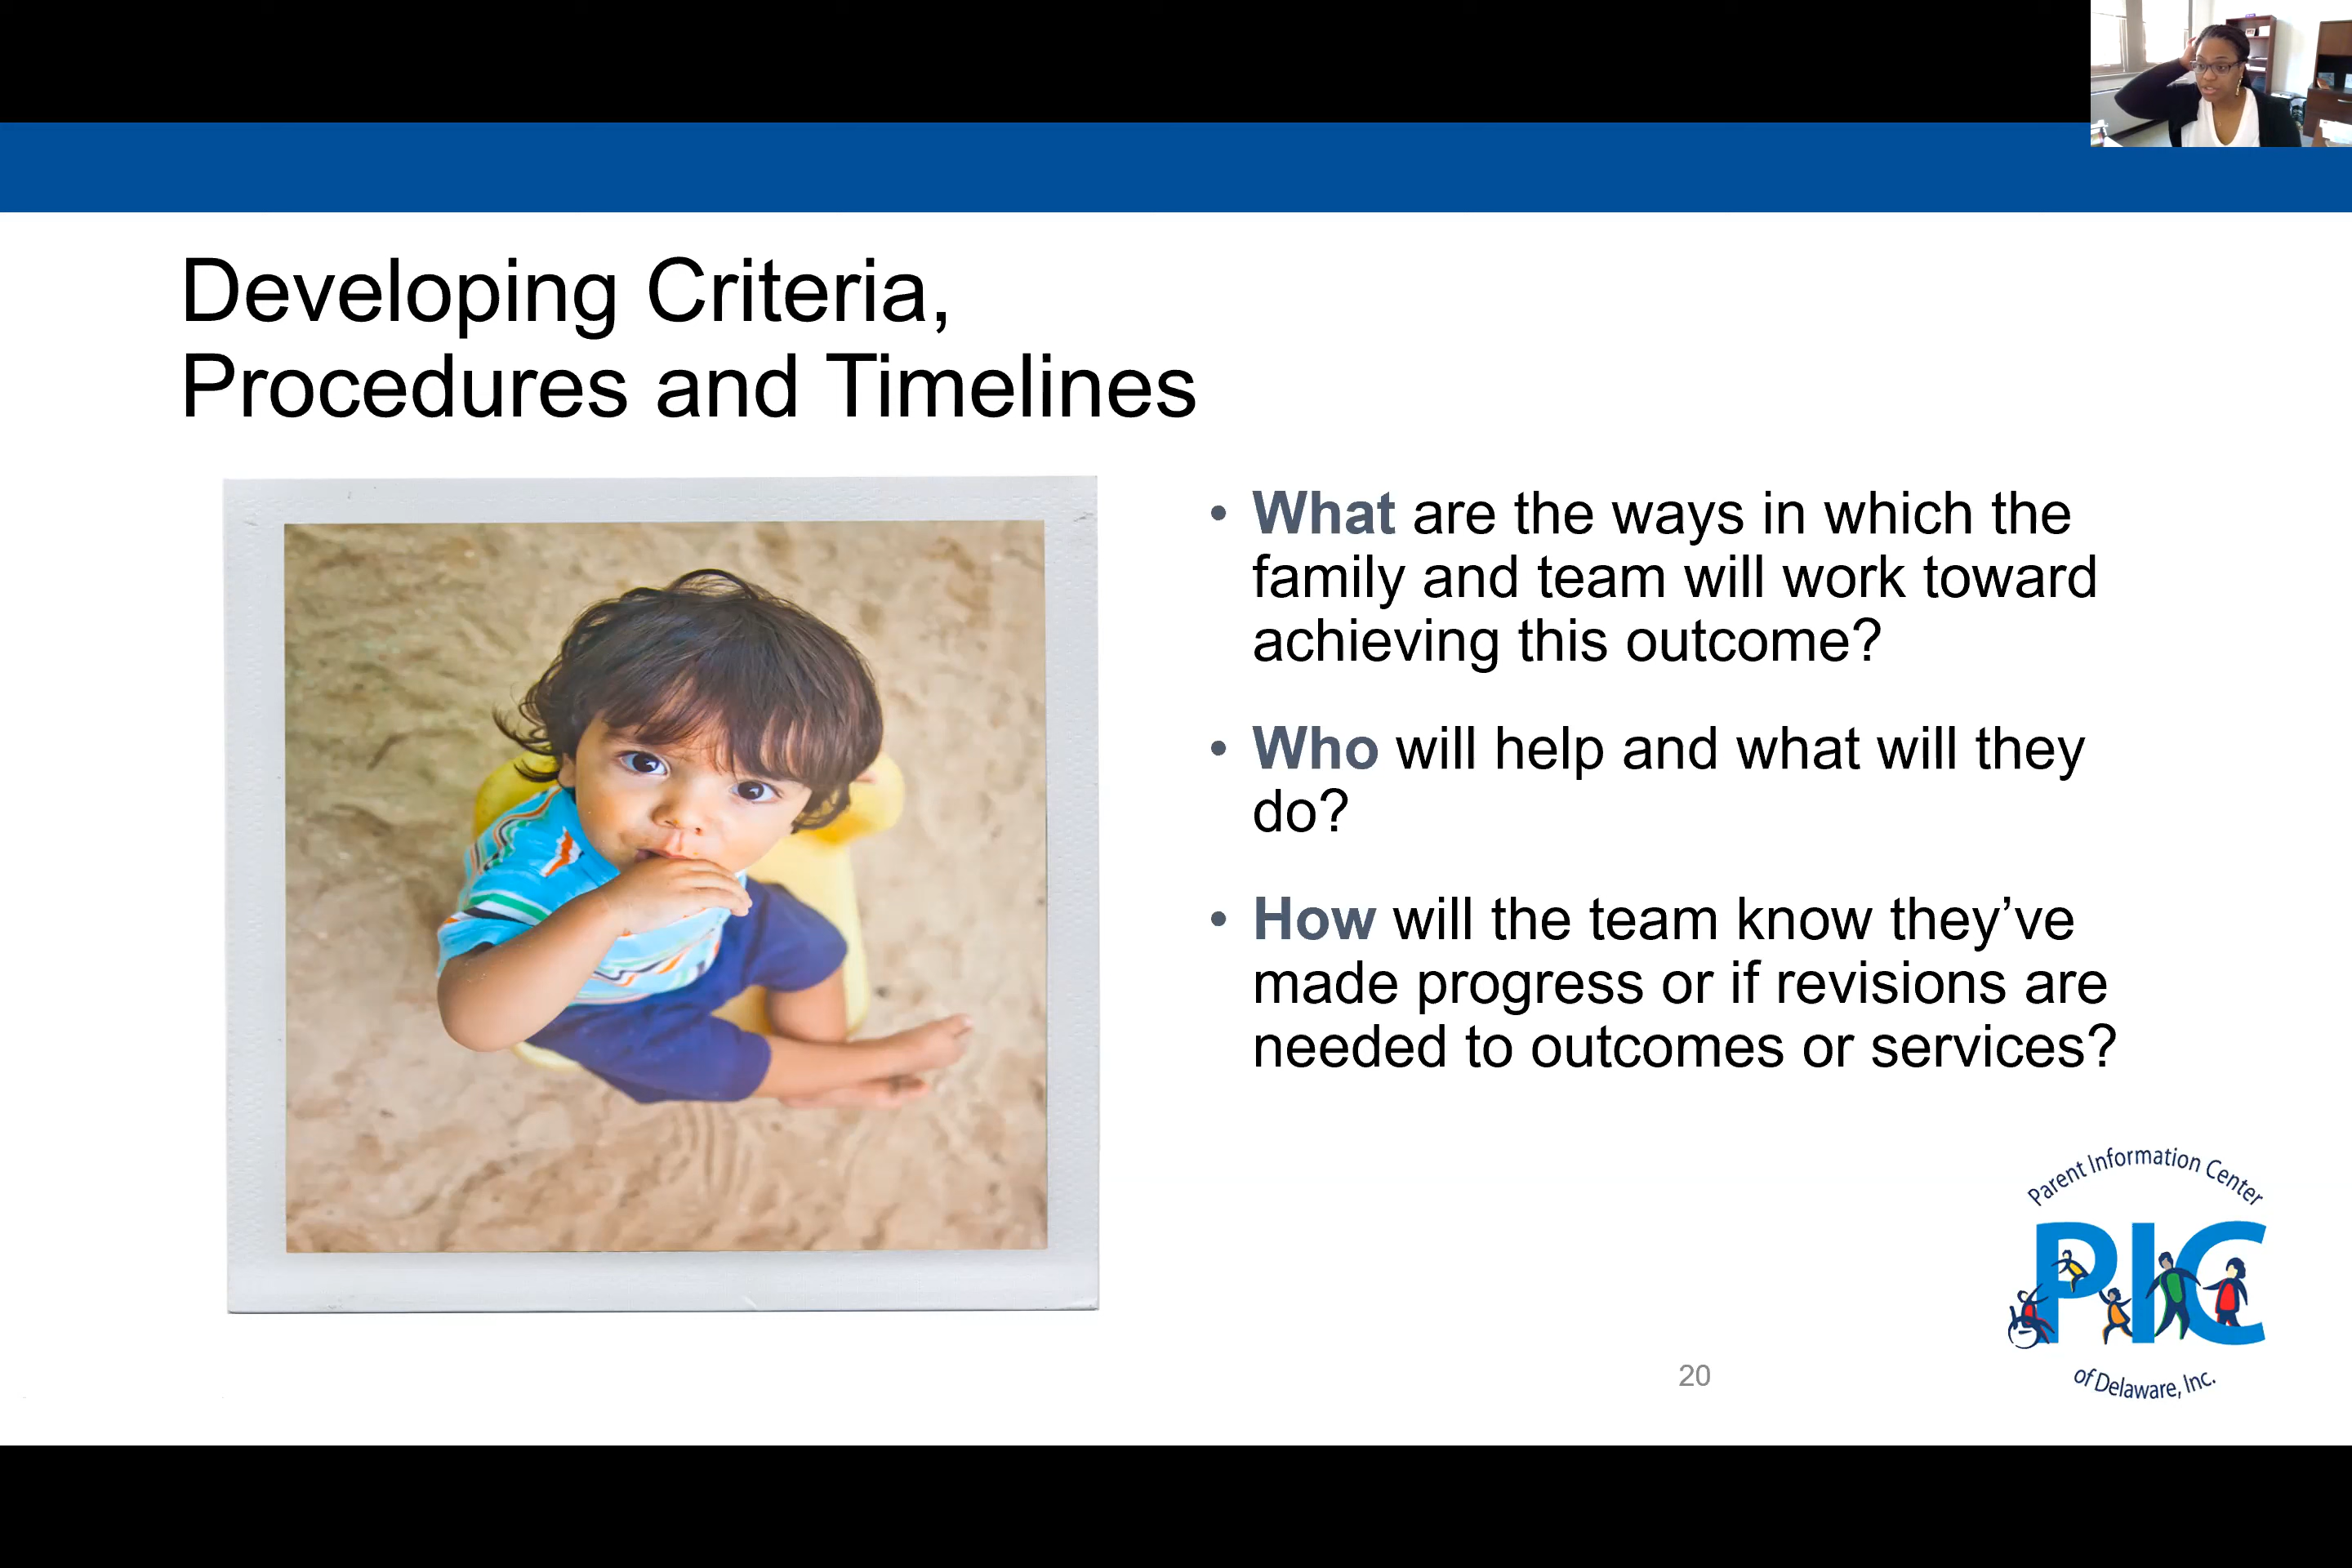 Developing Criteria,
Procedures and Timelines
• What are the ways in which the
family and team will work toward
achieving this outcome?
• Who will help and what will they
do?
• How will the team know they’ve
made progress or if revisions are
needed to outcomes or services?
Parent Information Center
PIC
of Delaware, Inc.
20